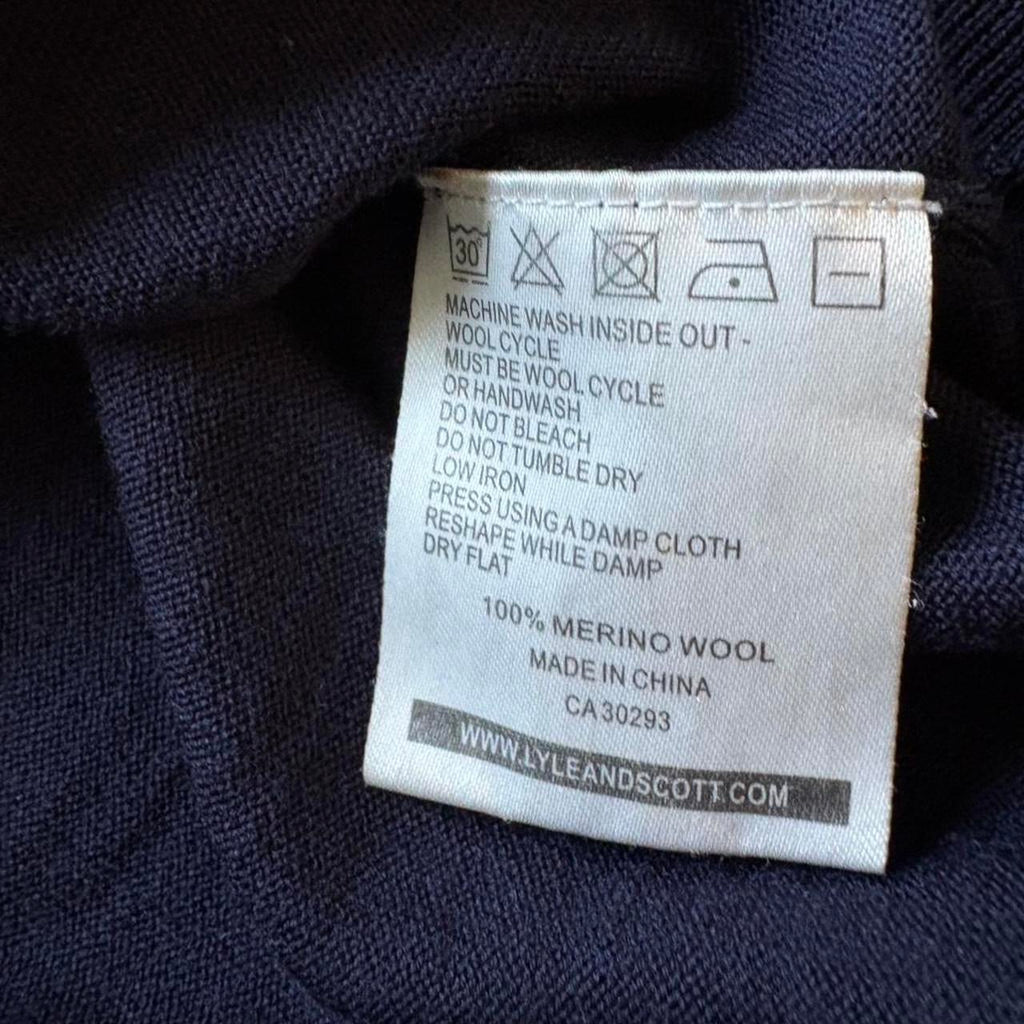 30°
MACHINE WASH INSIDE OUT -
WOOL CYCLE
MUST BE WOOL CYCLE
OR HANDWASH
DO NOT BLEACH
DO NOT TUMBLE DRY
LOW IRON
PRESS USING A DAMP CLOTH
RESHAPE WHILE DAMP
DRY FLAT
100% MERINO WOOL
MADE IN CHINA
CA30293
WWW.LYLEANDSCOTT.COM